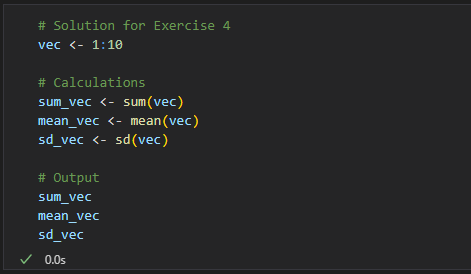 # Solution for Exercise 4
vec <- 1:10
# Calculations
sum_vec <- sum(vec)
mean_vec <- mean(vec)
sd_vec <- sd(vec)
# Output
sum_vec
mean_vec
sd_vec
0.0s